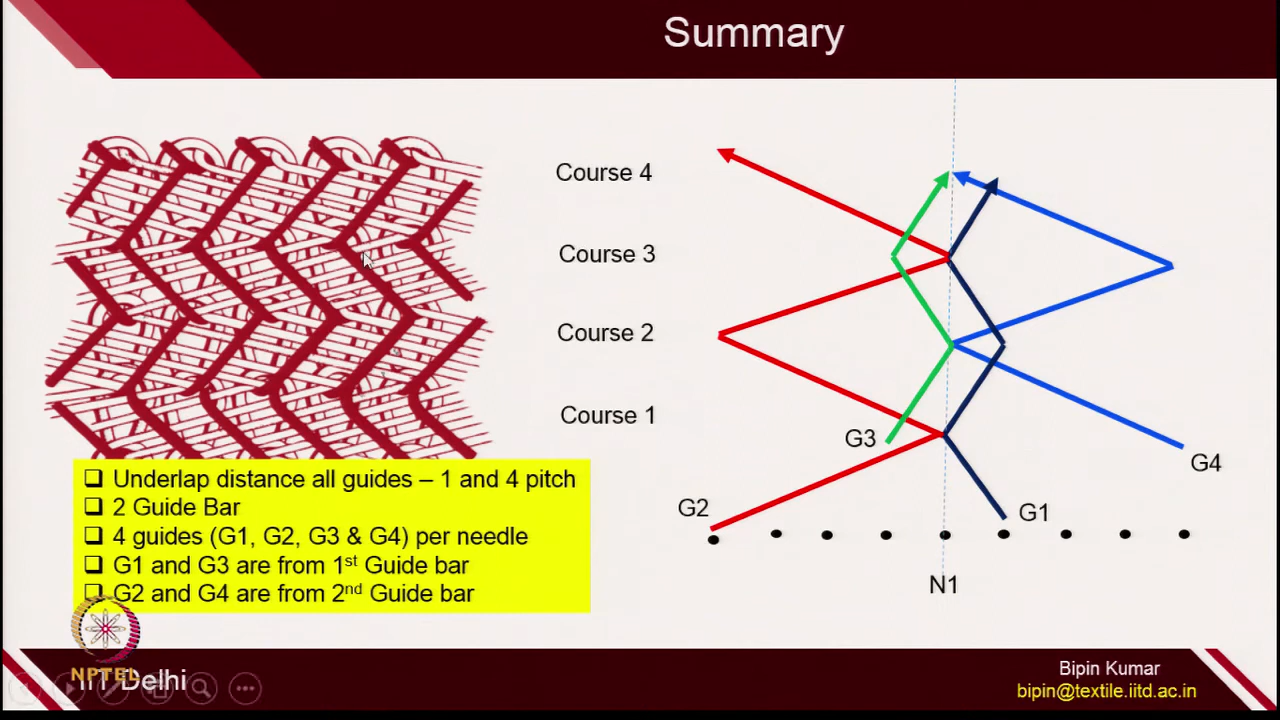 Summary
Course 4
Course 3
Course 2
Course 1
G3
G4
G2
G1
N1
Underlap distance all guides – 1 and 4 pitch
2 Guide Bar
4 guides (G1, G2, G3 & G4) per needle
G1 and G3 are from 1st Guide bar
G2 and G4 are from 2nd Guide bar
NPTEL
IIT Delhi
Bipin Kumar
bipin@textile.iitd.ac.in